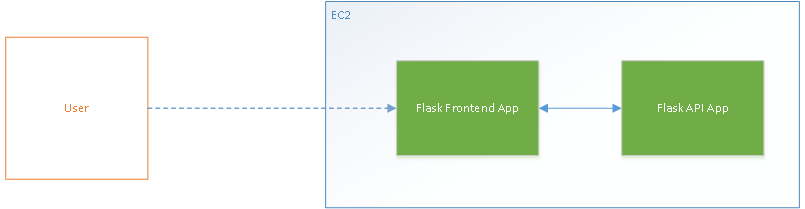 EC2
User
Flask Frontend App
Flask API App